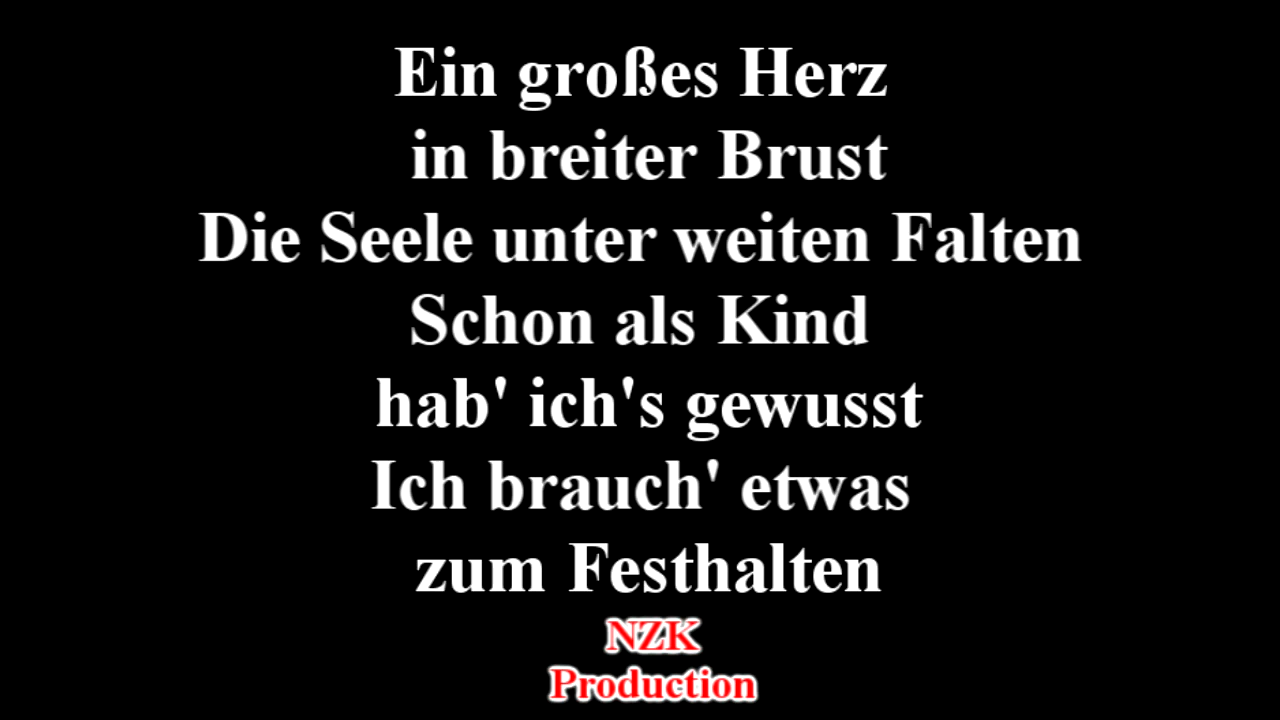 Ein großes Herz
in breiter Brust
Die Seele unter weiten Falten
Schon als Kind
hab' ich's gewusst
Ich brauch' etwas
zum Festhalten
NZK
Production